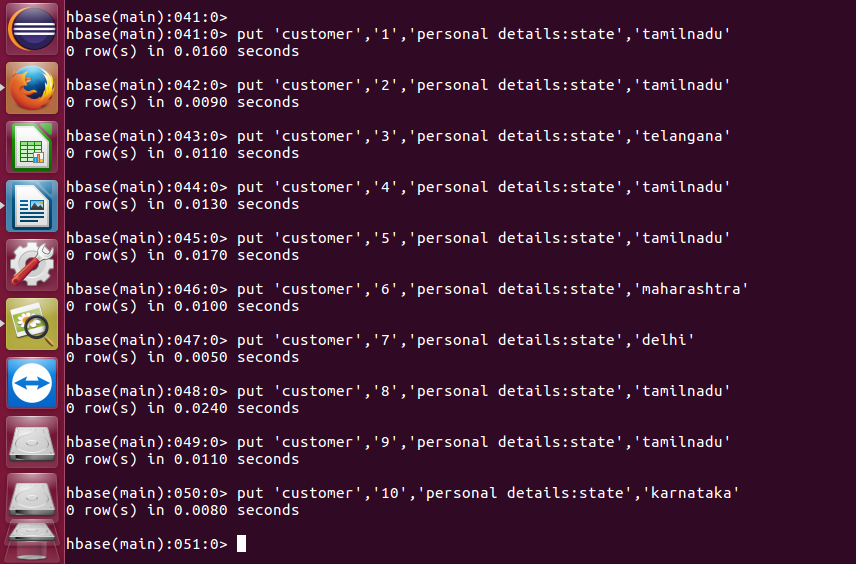 hbase(main):041:0>
hbase(main):041:0> put 'customer','1','personal details:state','tamilnadu'
0 row(s) in 0.0160 seconds
hbase(main):042:0> put 'customer','2','personal details:state','tamilnadu'
0 row(s) in 0.0090 seconds
hbase(main):043:0> put 'customer','3','personal details:state','telangana'
0 row(s) in 0.0110 seconds
hbase(main):044:0> put 'customer','4','personal details:state','tamilnadu'
0 row(s) in 0.0130 seconds
hbase(main):045:0> put 'customer','5','personal details:state','tamilnadu'
0 row(s) in 0.0170 seconds
hbase(main):046:0> put 'customer','6','personal details:state','maharashtra'
0 row(s) in 0.0100 seconds
hbase(main):047:0> put 'customer','7','personal details:state','delhi'
0 row(s) in 0.0050 seconds
hbase(main):048:0> put 'customer','8','personal details:state','tamilnadu'
0 row(s) in 0.0240 seconds
hbase(main):049:0> put 'customer','9','personal details:state','tamilnadu'
0 row(s) in 0.0110 seconds
hbase(main):050:0> put 'customer','10','personal details:state','karnataka'
0 row(s) in 0.0080 seconds
hbase(main):051:0>